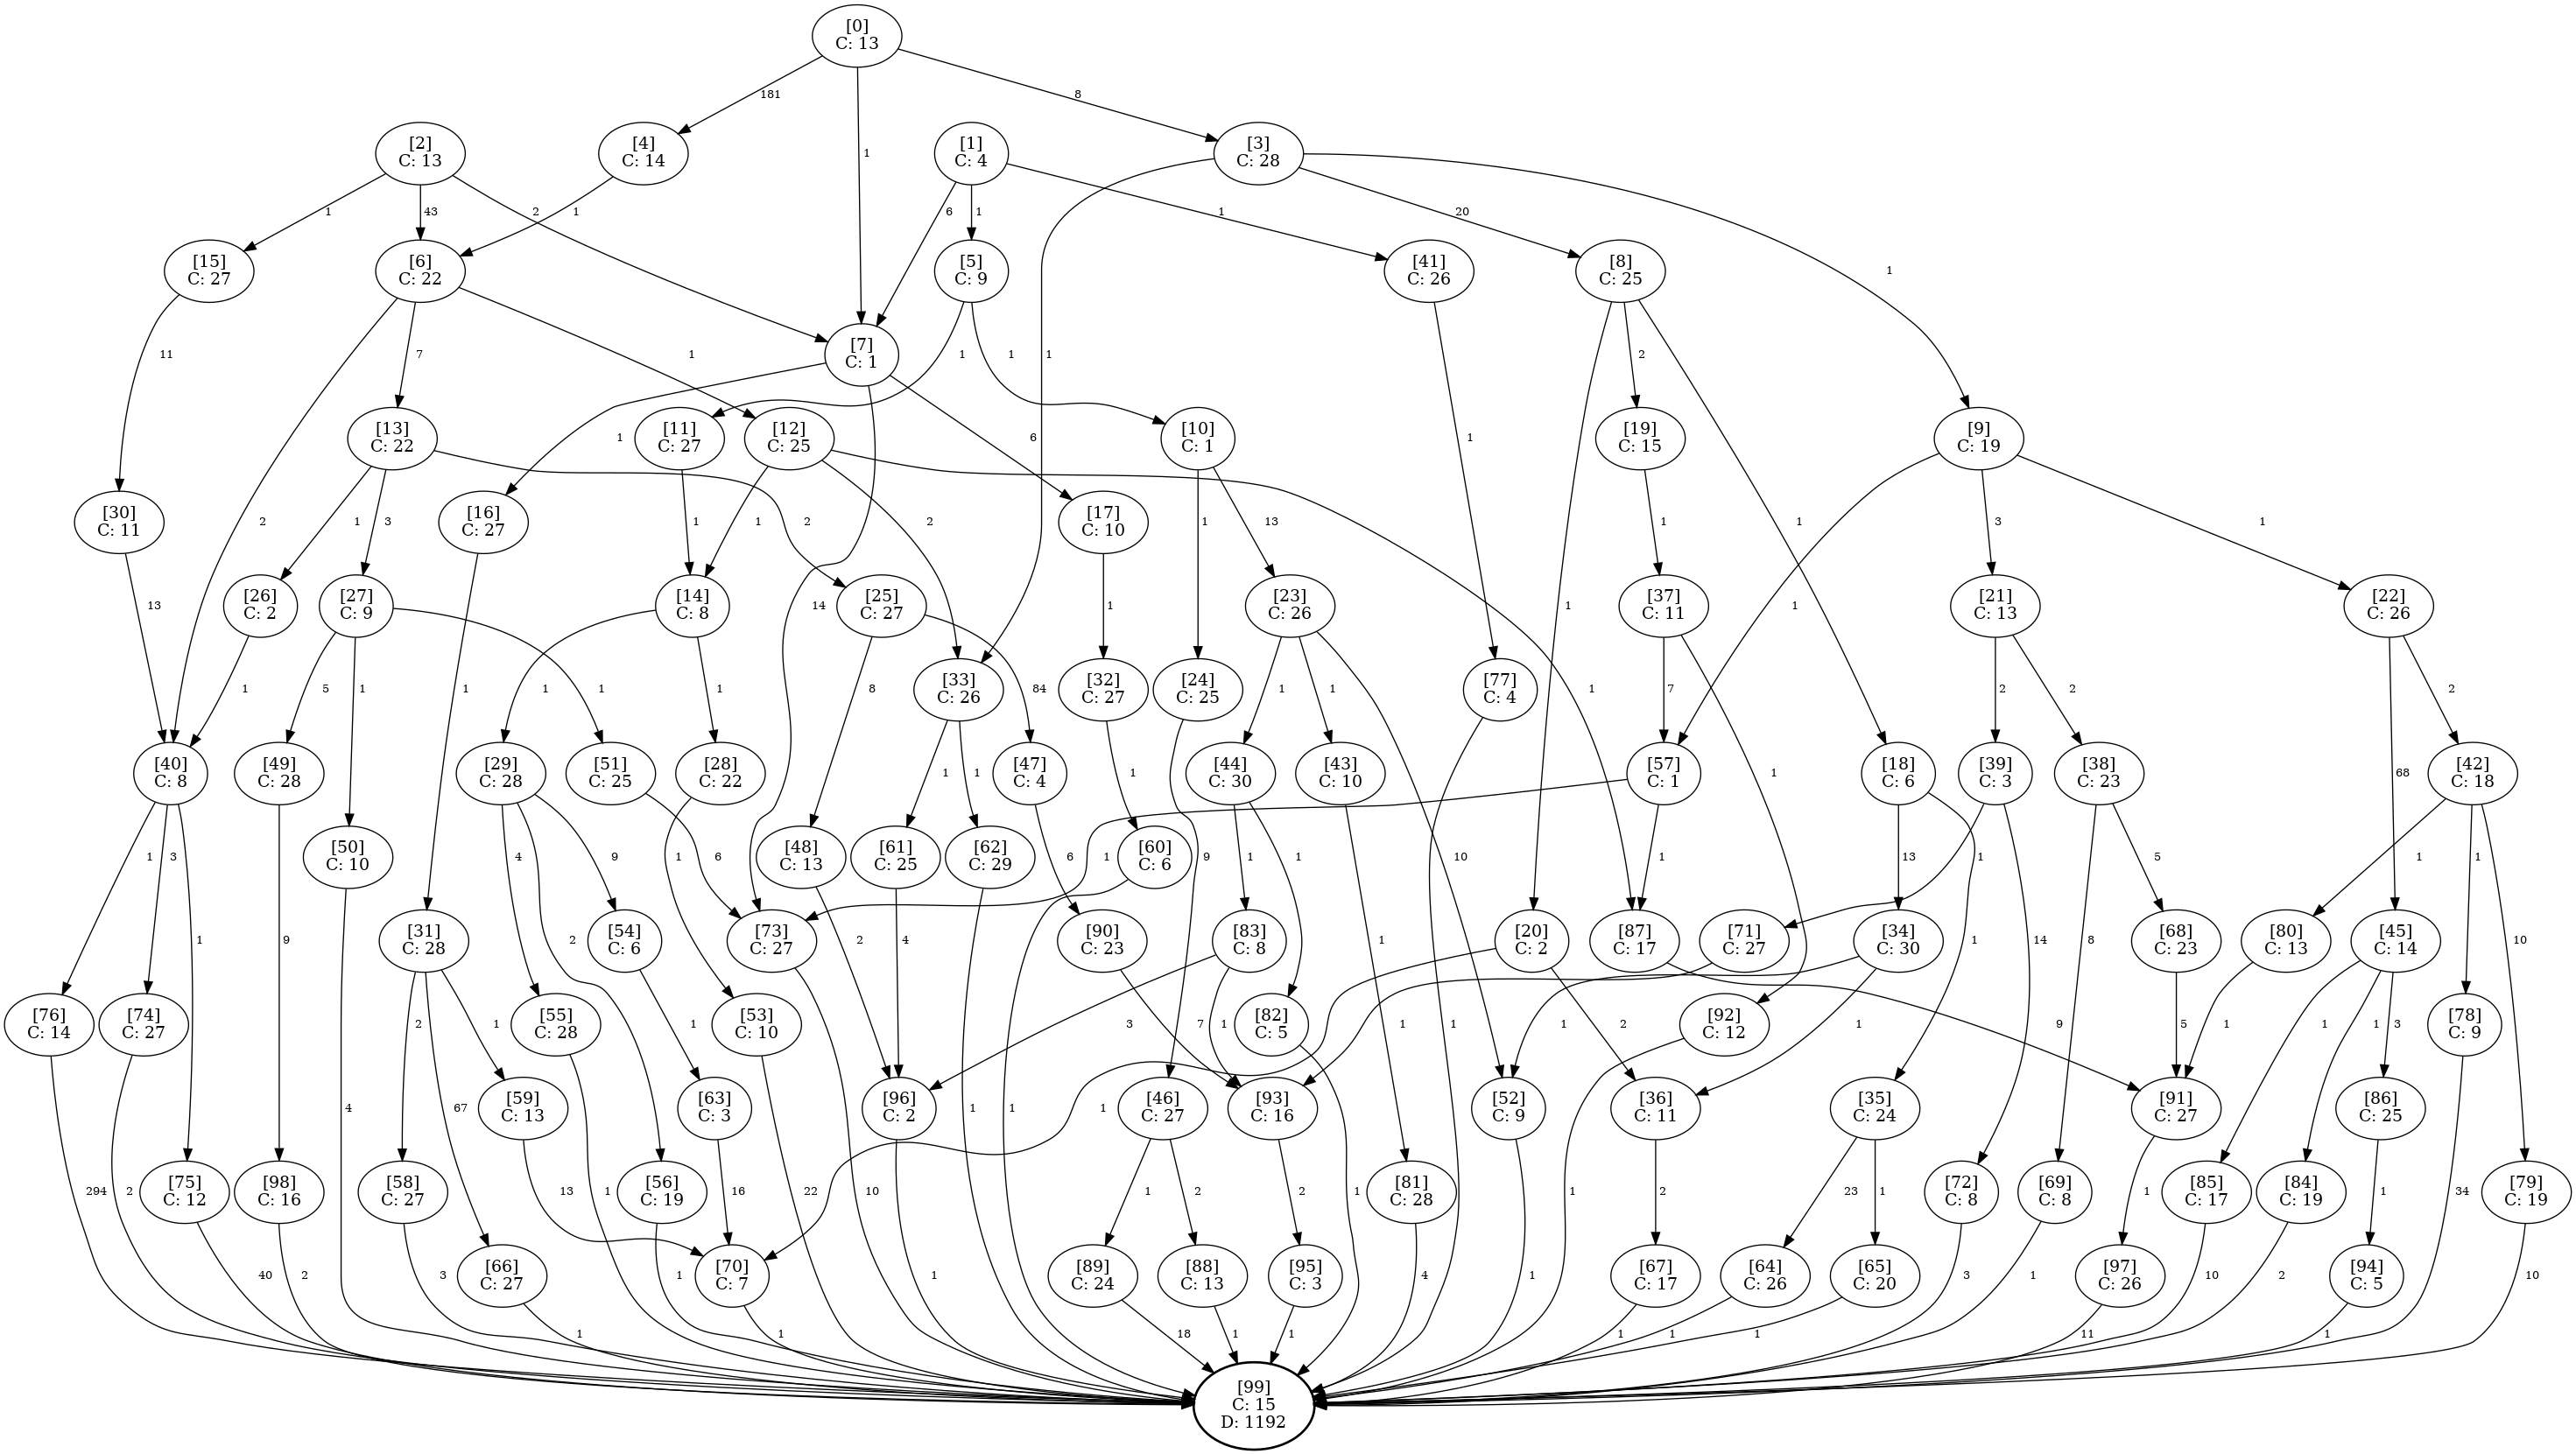 [0]
C: 13
181
1
8
[2]
C: 13
[4]
C: 14
[1]
C: 4
[3]
C: 28
1
43
2
1
6
1
1
1
20
1
[15]
C: 27
[6]
C: 22
[5]
C: 9
[41]
C: 26
[8]
C: 25
11
2
7
1
[7]
C: 1
1
1
1
1
2
1
[13]
C: 22
[11]
C: 27
[12]
C: 25
[10]
C: 1
[19]
C: 15
[9]
C: 19
1
6
[30]
C: 11
1
3
2
[16]
C: 27
1
1
2
1
[17]
C: 10
1
13
1
1
3
1
13
[26]
C: 2
[27]
C: 9
[14]
C: 8
14
[25]
C: 27
[23]
C: 26
[37]
C: 11
1
[21]
C: 13
[22]
C: 26
1
5
1
1
1
1
1
8
[33]
C: 26
84
[32]
C: 27
[24]
C: 25
1
1
10
[77]
C: 4
1
7
1
2
2
68
2
[40]
C: 8
[49]
C: 28
[51]
C: 25
[29]
C: 28
[28]
C: 22
1
1
[47]
C: 4
1
[44]
C: 30
[43]
C: 10
[57]
C: 1
[18]
C: 6
[39]
C: 3
[38]
C: 23
[42]
C: 18
1
3
1
[50]
C: 10
4
2
9
6
1
[48]
C: 13
[61]
C: 25
[62]
C: 29
6
[60]
C: 6
9
1
1
1
1
13
1
8
5
1
1
10
9
[31]
C: 28
[54]
C: 6
[73]
C: 27
2
4
[90]
C: 23
[83]
C: 8
1
[20]
C: 2
[87]
C: 17
[71]
C: 27
[34]
C: 30
14
[68]
C: 23
[80]
C: 13
[45]
C: 14
[76]
C: 14
[74]
C: 27
2
67
1
[55]
C: 28
1
[53]
C: 10
3
7
1
[82]
C: 5
1
1
2
[92]
C: 12
1
1
9
5
1
1
1
3
[78]
C: 9
4
[59]
C: 13
[63]
C: 3
[96]
C: 2
1
1
1
[46]
C: 27
[93]
C: 16
[52]
C: 9
[36]
C: 11
[35]
C: 24
[91]
C: 27
[86]
C: 25
294
2
[75]
C: 12
[98]
C: 16
[58]
C: 27
13
1
[56]
C: 19
16
22
10
1
2
2
1
[81]
C: 28
1
2
23
1
[72]
C: 8
[69]
C: 8
1
[85]
C: 17
[84]
C: 19
1
34
[79]
C: 19
40
2
3
[66]
C: 27
[70]
C: 7
[89]
C: 24
[88]
C: 13
[95]
C: 3
4
1
[67]
C: 17
[64]
C: 26
[65]
C: 20
3
1
[97]
C: 26
10
2
[94]
C: 5
10
1
1
1
1
18
1
1
1
1
1
11
1
[99]
C: 15
D: 1192